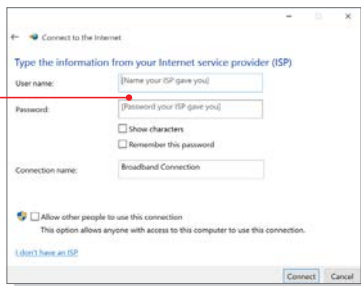 Connect to the Internet
Type the information from your Internet service provider (ISP)
User name: [Name your ISP gave you]
Password: [Password your ISP gave you]
Show characters
Remember this password
Connection name: Broadband Connection
Allow other people to use this connection
This option allows anyone with access to this computer to use this connection.
I don't have an ISP
Connect Cancel